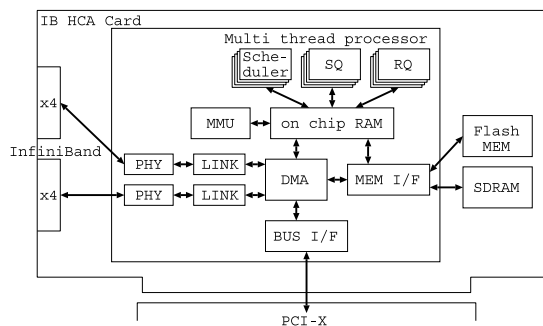 IB HCA Card
Multi thread processor
Sche-
duler
SQ
RQ
x4
MMU
on chip RAM
Flash
MEM
InfiniBand
PHY
LINK
DMA
MEM I/F
SDRAM
x4
PHY
LINK
BUS I/F
PCI-X